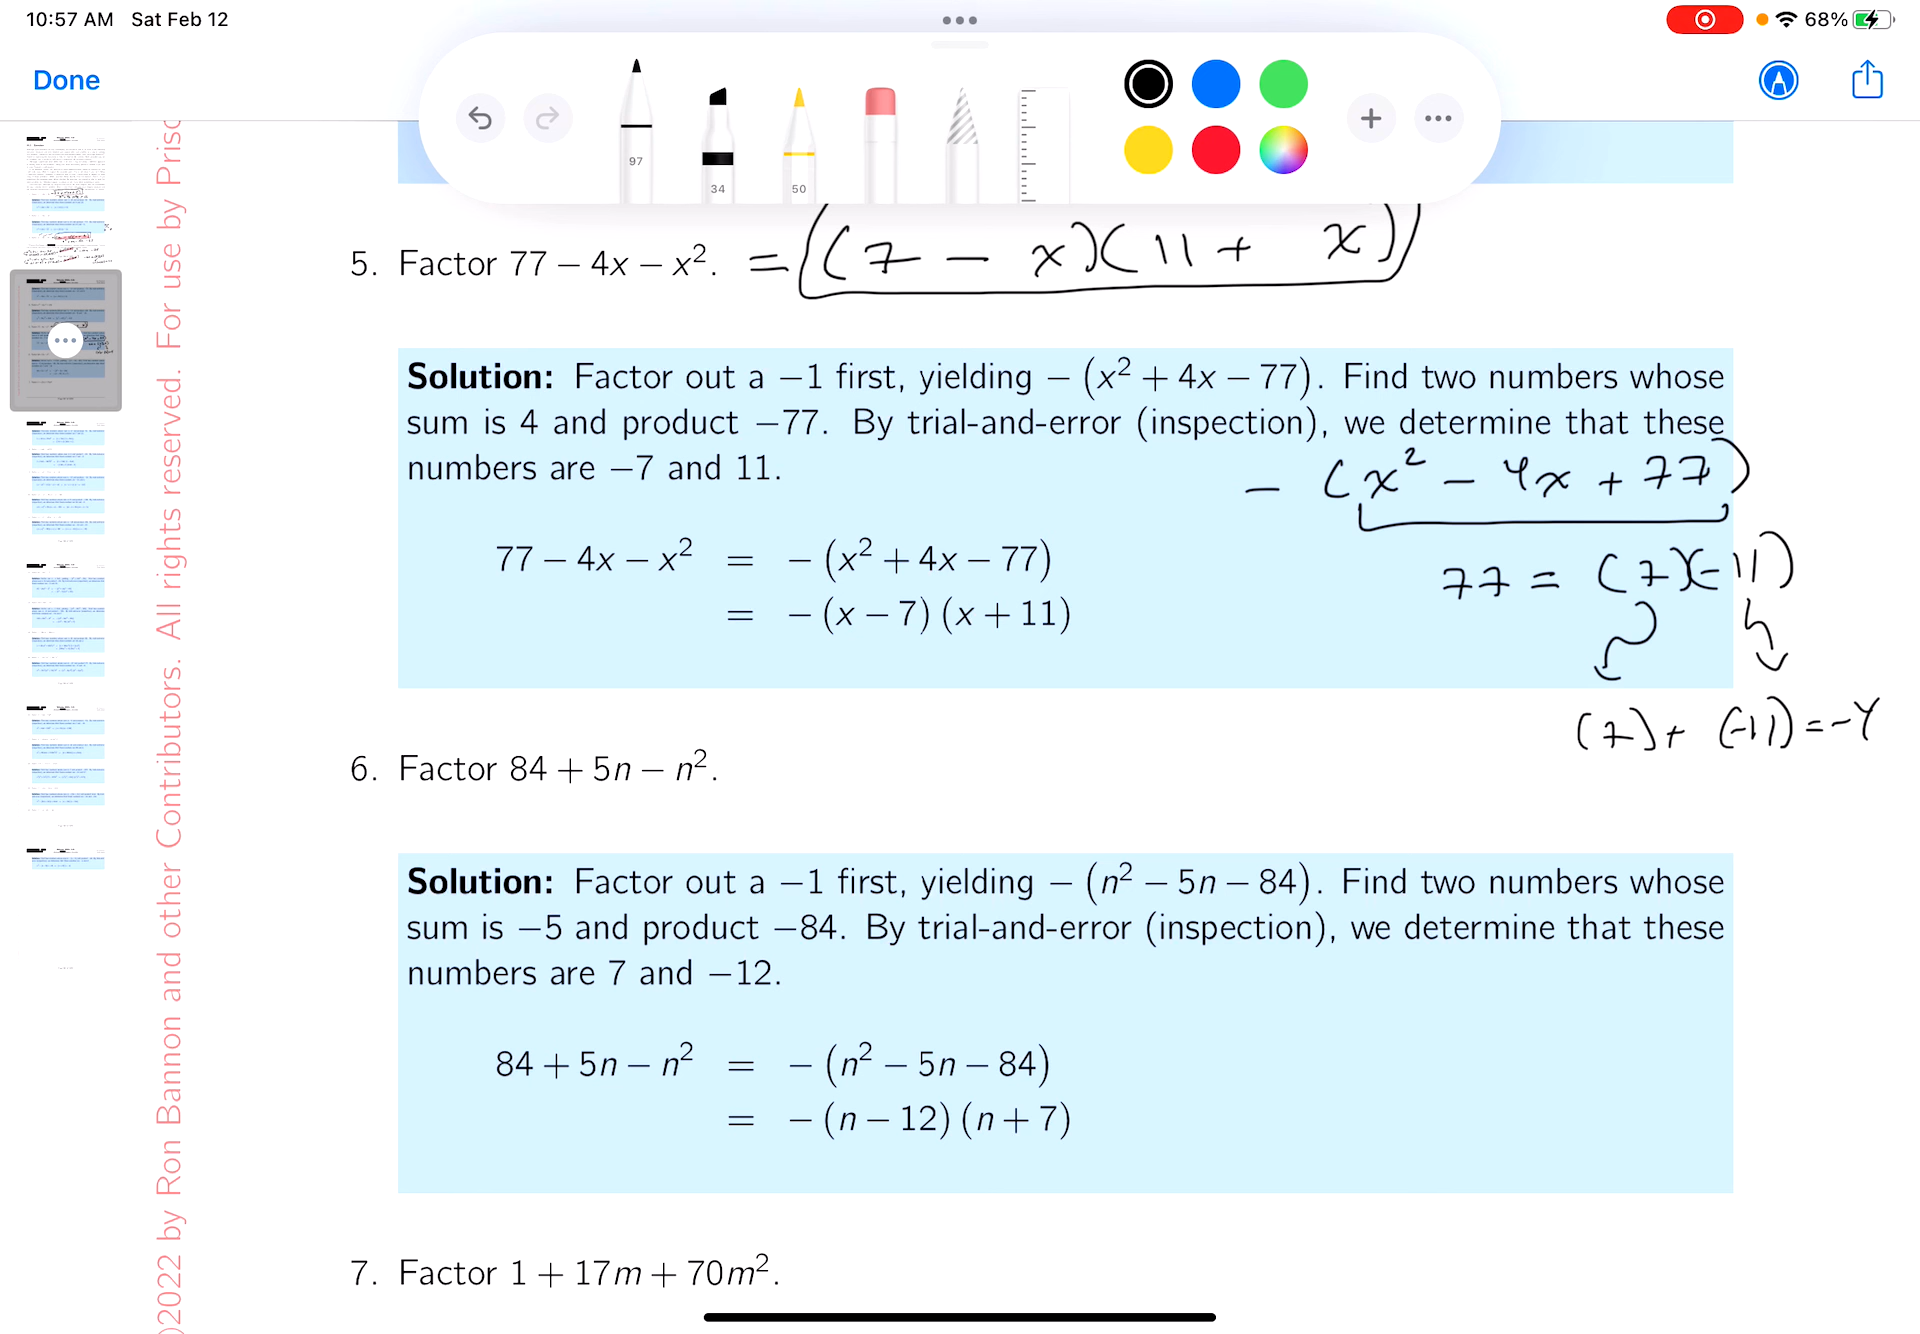 10:57 AM Sat Feb 12
68%
Done
97
34
50
©2022 by Ron Bannon and other Contributors. All rights reserved. For use by Prisc
5. Factor 77 − 4x − x². = (7 − x)(11 + x)
Solution: Factor out a −1 first, yielding − (x² + 4x − 77). Find two numbers whose
sum is 4 and product −77. By trial-and-error (inspection), we determine that these
numbers are −7 and 11.
− (x² − 4x + 77)
77 − 4x − x² = − (x² + 4x − 77)
= − (x − 7) (x + 11)
77 = (7)(-11)
(7) + (-11) = -4
6. Factor 84 + 5n − n².
Solution: Factor out a −1 first, yielding − (n² − 5n − 84). Find two numbers whose
sum is −5 and product −84. By trial-and-error (inspection), we determine that these
numbers are 7 and −12.
84 + 5n − n² = − (n² − 5n − 84)
= − (n − 12) (n + 7)
7. Factor 1 + 17m + 70m².